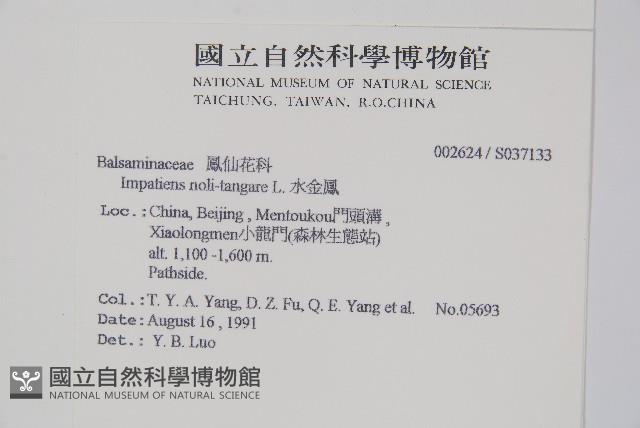 國立自然科學博物館
NATIONAL MUSEUM OF NATURAL SCIENCE
TAICHUNG, TAIWAN, R.O.CHINA
002624 / S037133
Balsaminaceae 鳳仙花科
Impatiens noli-tangare L. 水金鳳
Loc.: China, Beijing , Mentoukou門頭溝 ,
Xiaolongmen小龍門(森林生態站)
alt. 1,100 -1,600 m.
Pathside.
Col.: T. Y. A. Yang, D. Z. Fu, Q. E. Yang et al. No.05693
Date: August 16 , 1991
Det.: Y. B. Luo
國立自然科學博物館
NATIONAL MUSEUM OF NATURAL SCIENCE